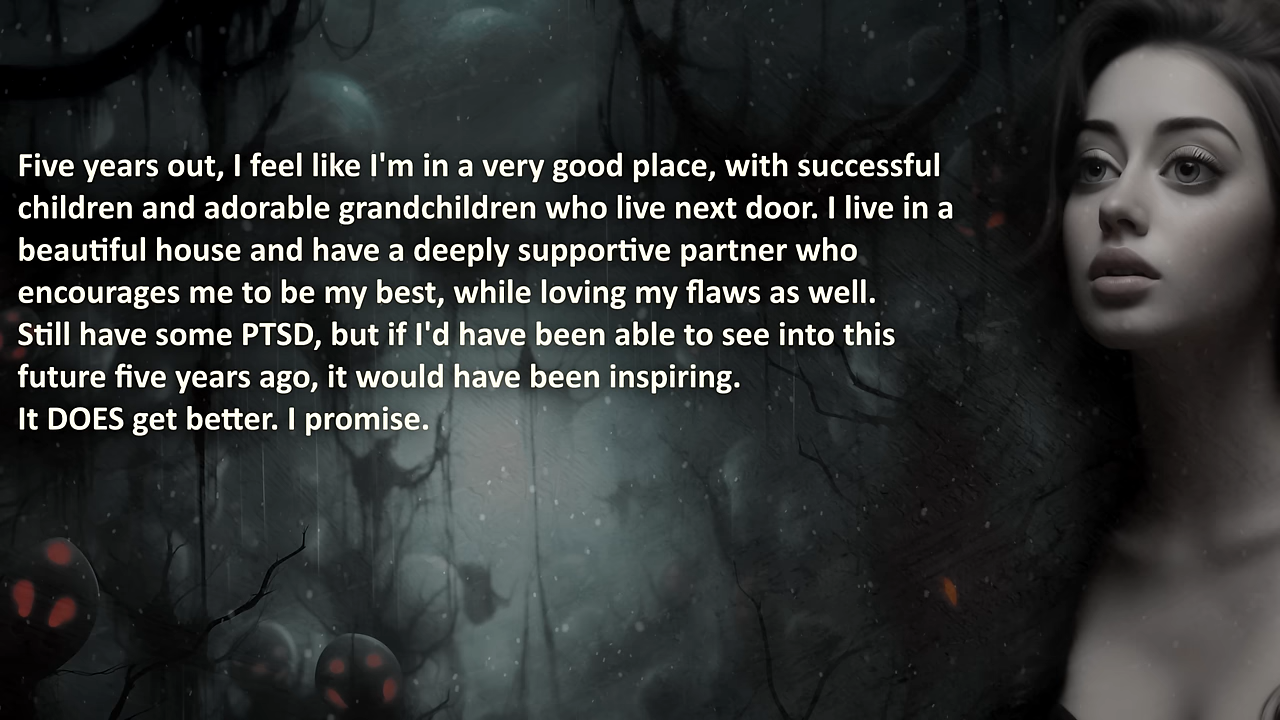 Five years out, I feel like I'm in a very good place, with successful
children and adorable grandchildren who live next door. I live in a
beautiful house and have a deeply supportive partner who
encourages me to be my best, while loving my flaws as well.
Still have some PTSD, but if I'd have been able to see into this
future five years ago, it would have been inspiring.
It DOES get better. I promise.